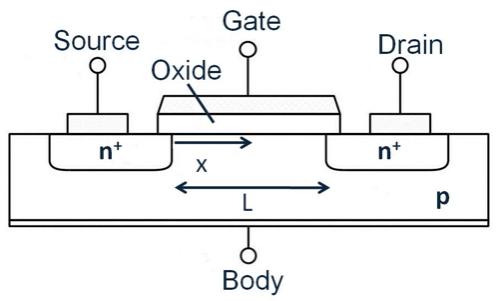 Gate
Source
Drain
Oxide
n⁺
n⁺
x
L
p
Body